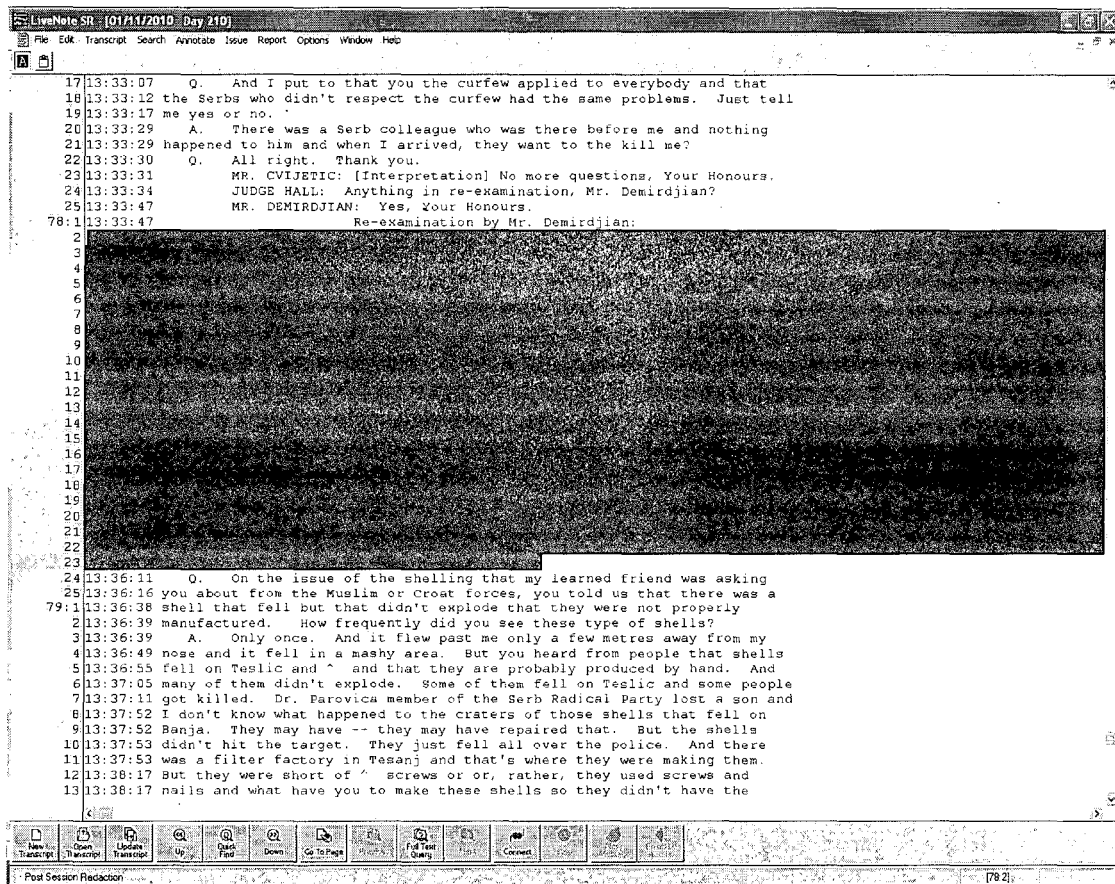 LiveNote SR - [01/11/2010 Day 210]
File Edit Transcript Search Annotate Issue Report Options Window Help
17 13:33:07 Q. And I put to that you the curfew applied to everybody and that
18 13:33:12 the Serbs who didn't respect the curfew had the same problems. Just tell
19 13:33:17 me yes or no.
20 13:33:29 A. There was a Serb colleague who was there before me and nothing
21 13:33:29 happened to him and when I arrived, they want to the kill me?
22 13:33:30 Q. All right. Thank you.
23 13:33:31 MR. CVIJETIC: [Interpretation] No more questions, Your Honours.
24 13:33:34 JUDGE HALL: Anything in re-examination, Mr. Demirdjian?
25 13:33:47 MR. DEMIRDJIAN: Yes, Your Honours.
78:1 13:33:47 Re-examination by Mr. Demirdjian:
2
3
4
5
6
7
8
9
10
11
12
13
14
15
16
17
18
19
20
21
22
23
24 13:36:11 Q. On the issue of the shelling that my learned friend was asking
25 13:36:16 you about from the Muslim or Croat forces, you told us that there was a
79:1 13:36:38 shell that fell but that didn't explode that they were not properly
2 13:36:39 manufactured. How frequently did you see these type of shells?
3 13:36:39 A. Only once. And it flew past me only a few metres away from my
4 13:36:49 nose and it fell in a mashy area. But you heard from people that shells
5 13:36:55 fell on Teslic and ^ and that they are probably produced by hand. And
6 13:37:05 many of them didn't explode. Some of them fell on Teslic and some people
7 13:37:11 got killed. Dr. Parovica member of the Serb Radical Party lost a son and
8 13:37:52 I don't know what happened to the craters of those shells that fell on
9 13:37:52 Banja. They may have -- they may have repaired that. But the shells
10 13:37:53 didn't hit the target. They just fell all over the police. And there
11 13:37:53 was a filter factory in Tesanj and that's where they were making them.
12 13:38:17 But they were short of ^ screws or or, rather, they used screws and
13 13:38:17 nails and what have you to make these shells so they didn't have the
New Transcript Open Transcript Update Transcript Up Quick Find Down Go To Page Full Text Query Connect
Post Session Redaction [78:2]